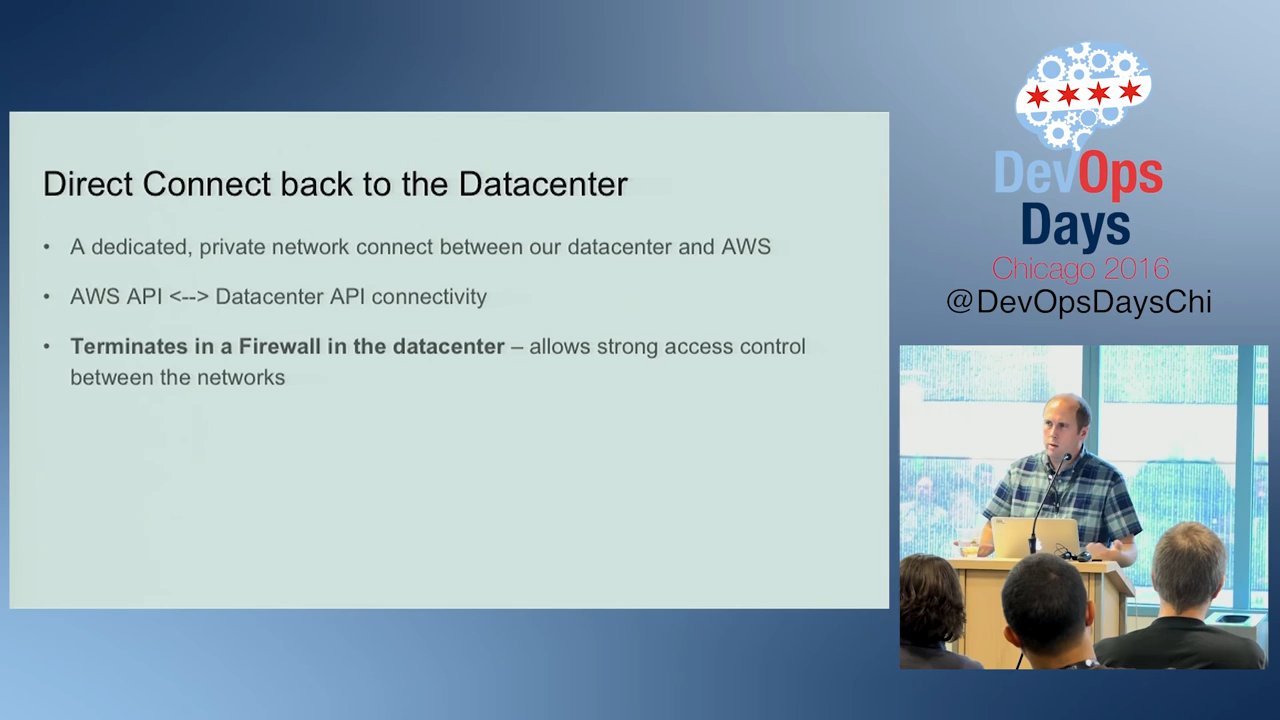 Direct Connect back to the Datacenter
• A dedicated, private network connect between our datacenter and AWS
• AWS API <--> Datacenter API connectivity
• Terminates in a Firewall in the datacenter – allows strong access control
between the networks
DevOps
Days
Chicago 2016
@DevOpsDaysChi